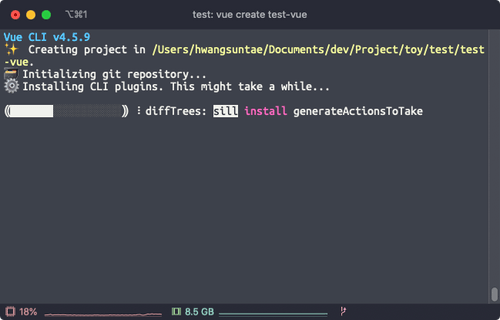 ⌥⌘1 test: vue create test-vue
Vue CLI v4.5.9
✨ Creating project in /Users/hwangsuntae/Documents/dev/Project/toy/test/test
-vue.
🗃 Initializing git repository...
⚙️ Installing CLI plugins. This might take a while...
⸨░░░░░░░░░░░░░░░░░░⸩ ⠸ diffTrees: sill install generateActionsToTake
18% 8.5 GB